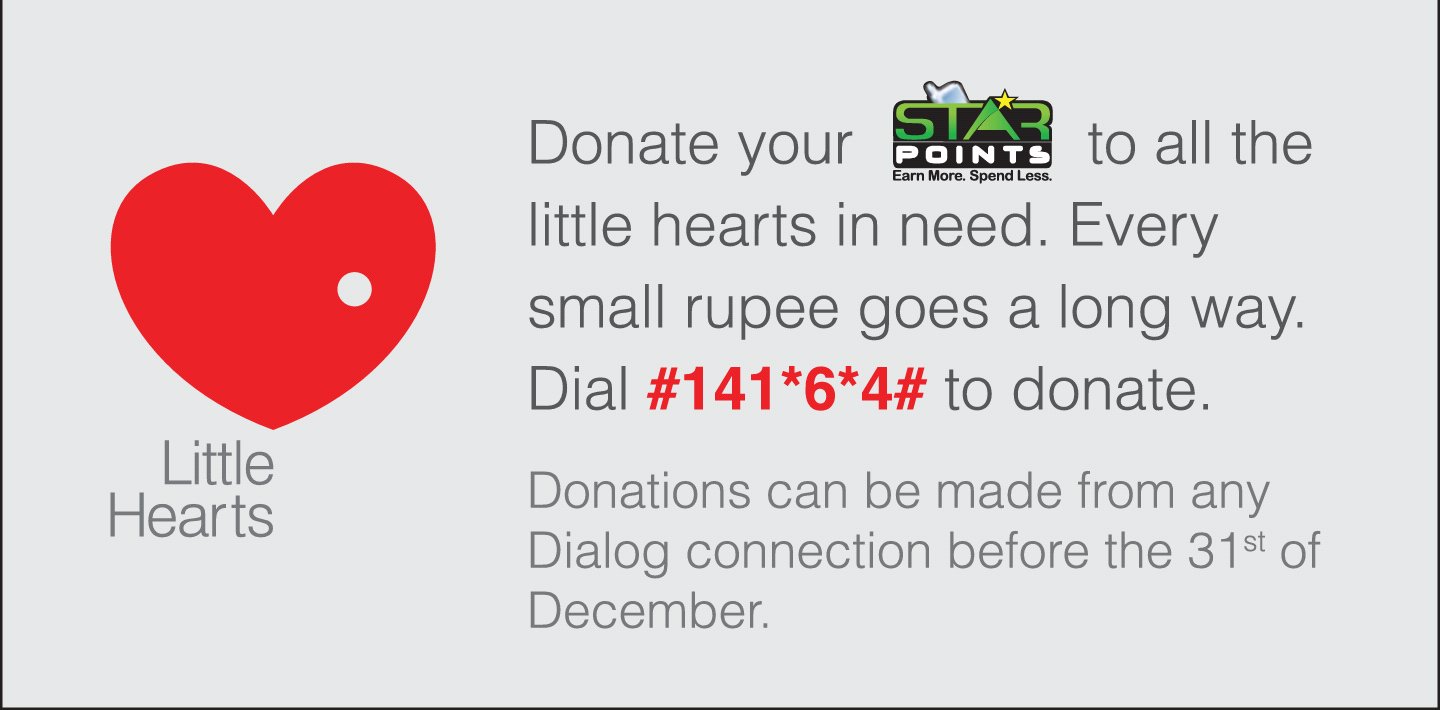 Donate your STAR POINTS Earn More. Spend Less. to all the
little hearts in need. Every
small rupee goes a long way.
Dial #141*6*4# to donate.
Little
Hearts
Donations can be made from any
Dialog connection before the 31st of
December.